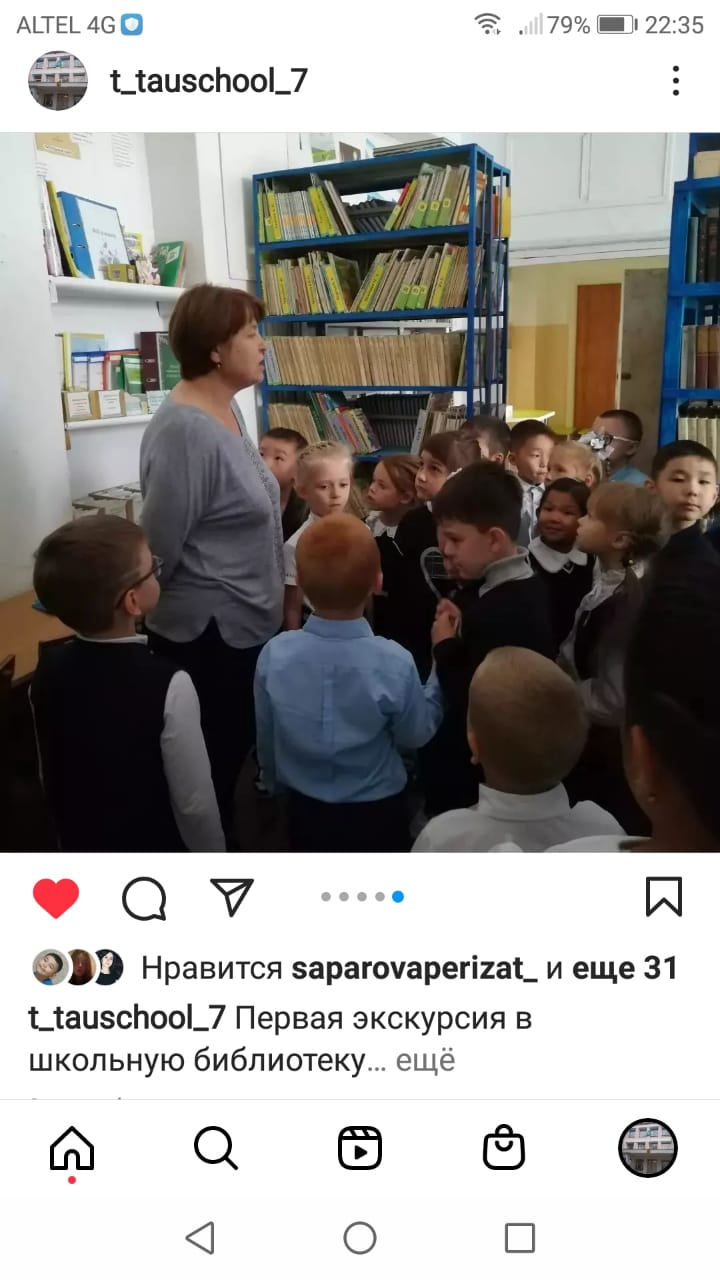 ALTEL 4G 79% 22:35
t_tauschool_7
Нравится saparovaperizat_ и еще 31
t_tauschool_7 Первая экскурсия в
школьную библиотеку... ещё